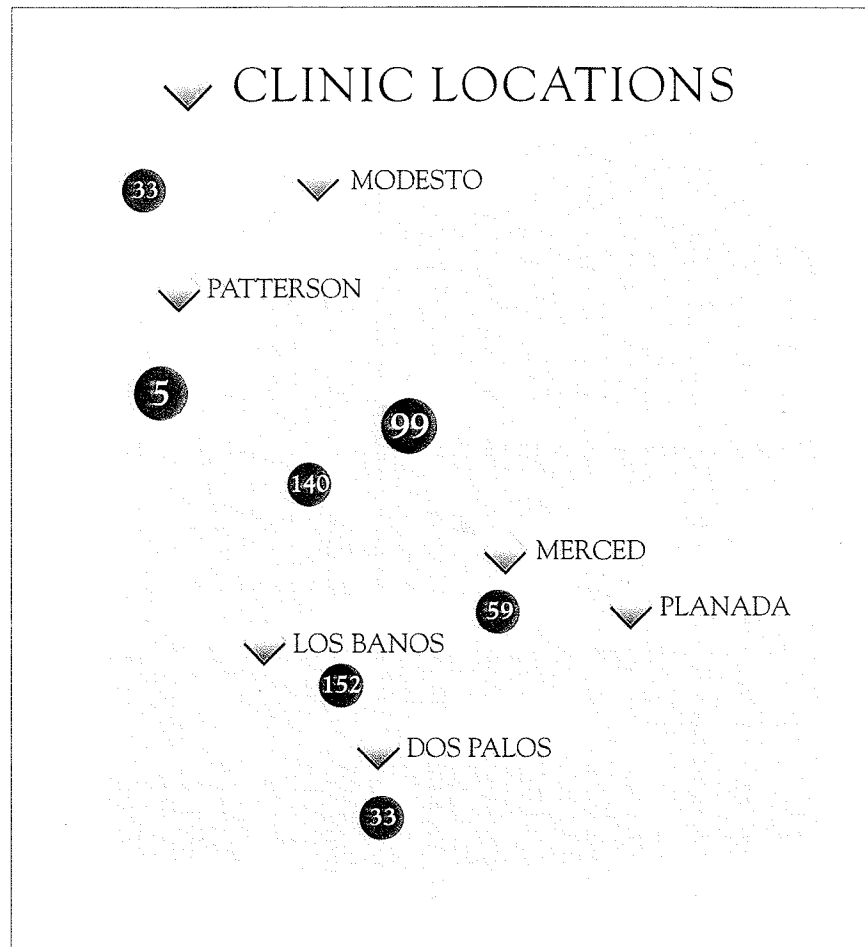 CLINIC LOCATIONS
33
MODESTO
PATTERSON
5
99
140
MERCED
59
PLANADA
LOS BANOS
152
DOS PALOS
33